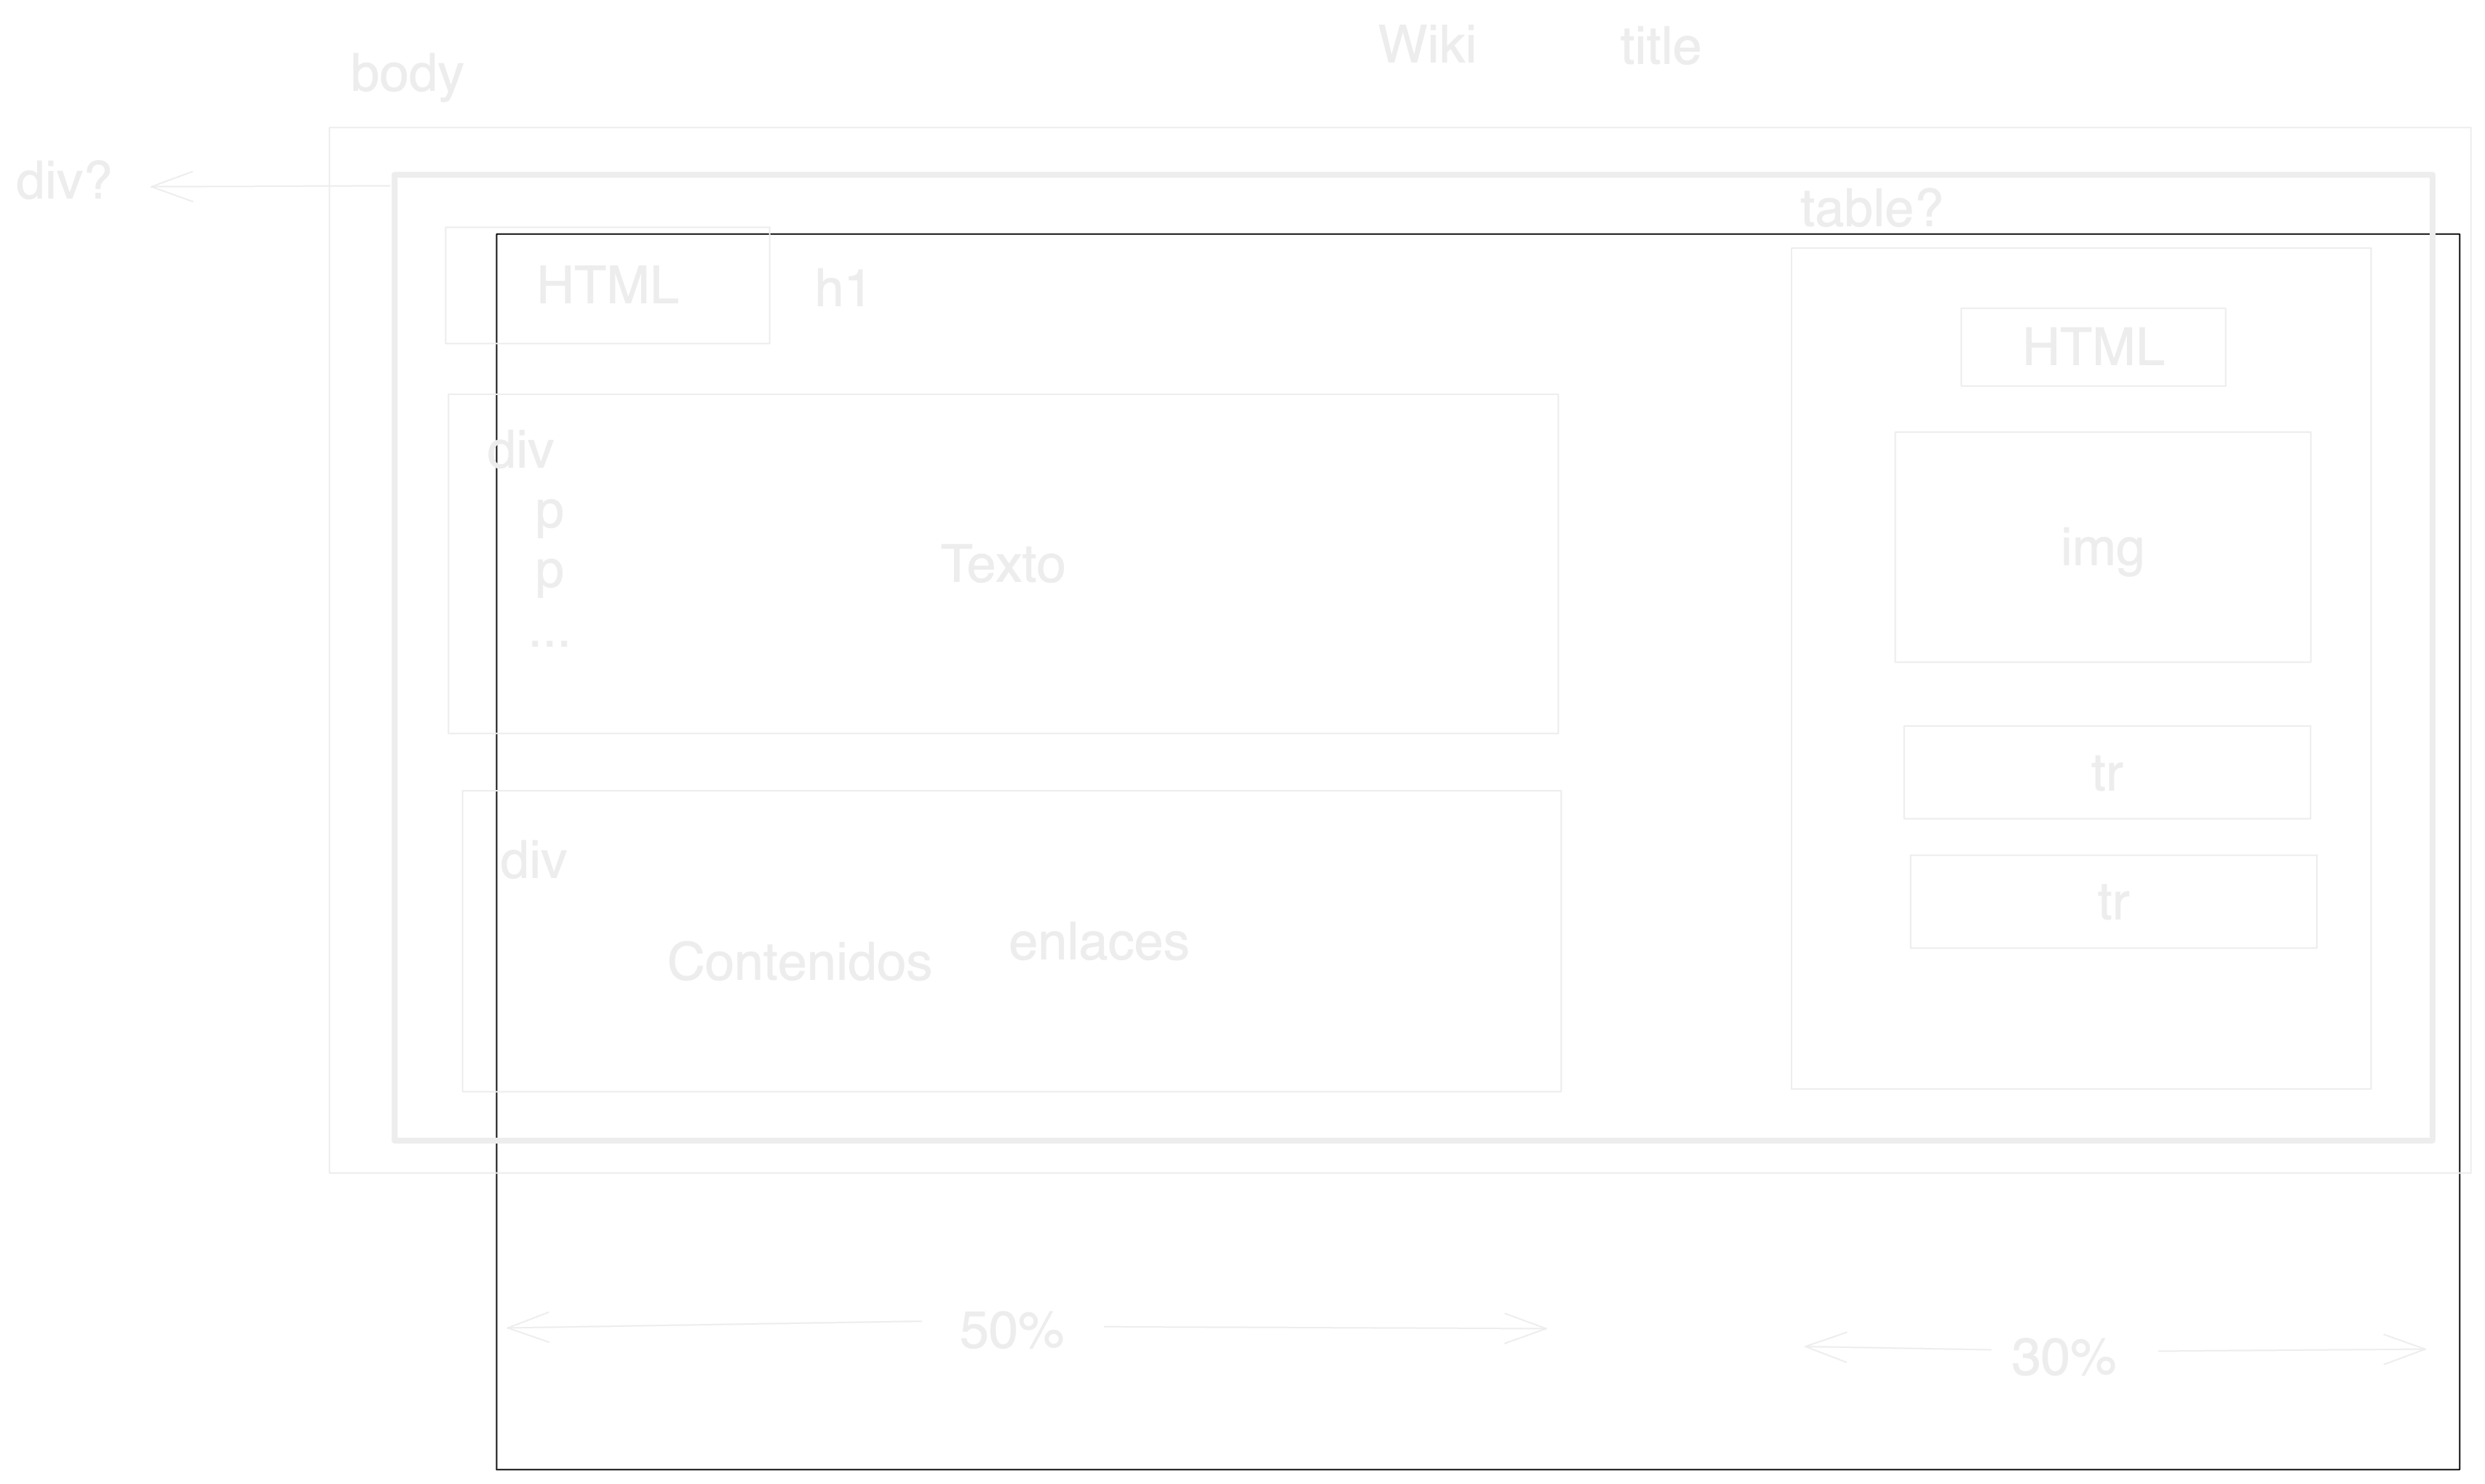 Wiki
title
body
div?
table?
HTML
h1
HTML
div
p
p
...
Texto
img
tr
div
tr
Contenidos
enlaces
50%
30%